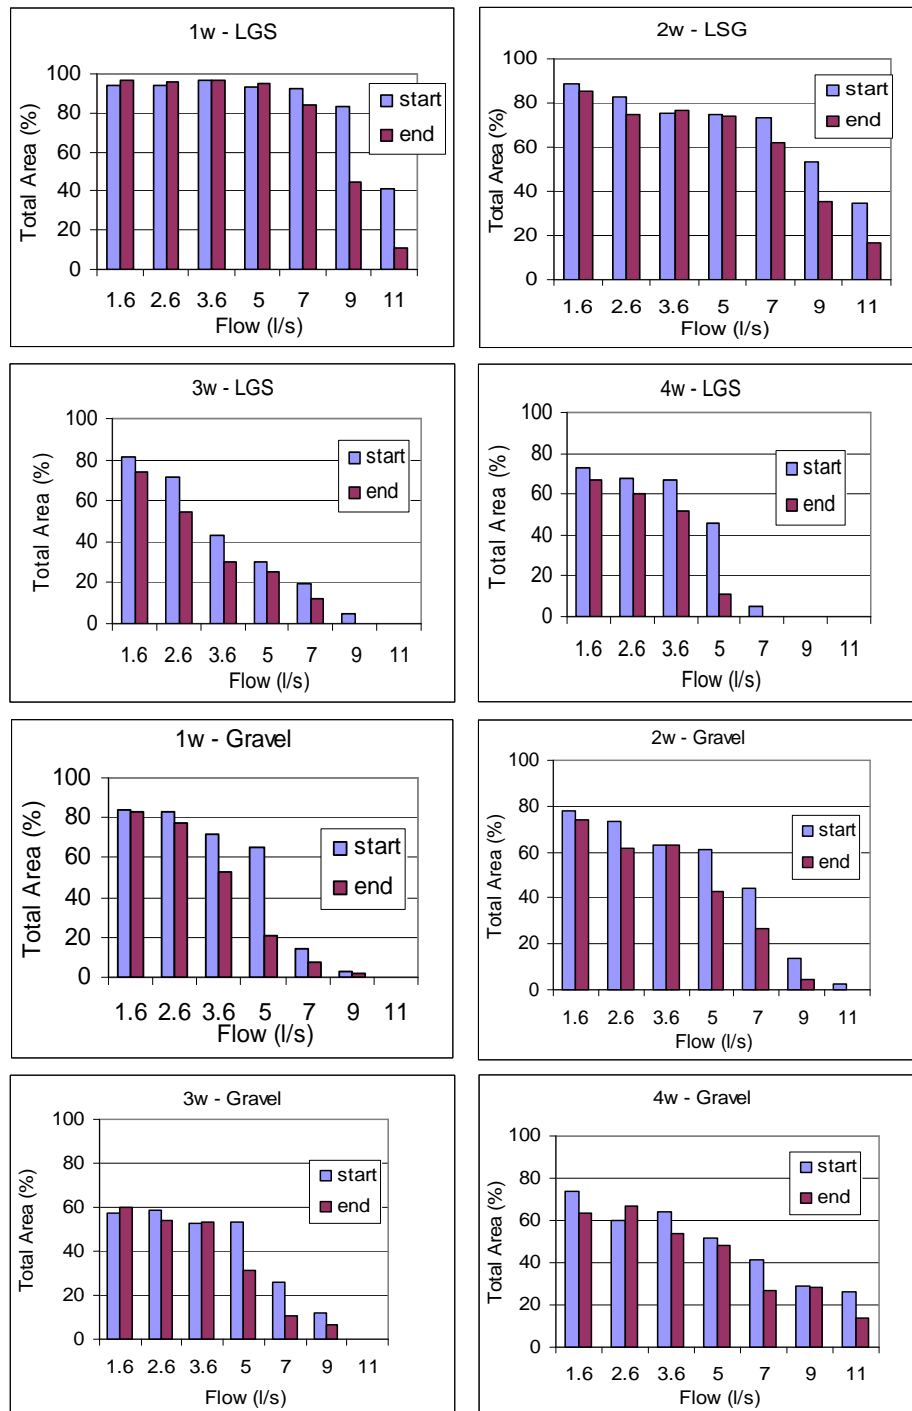 1w - LGS
Total Area (%)
100
80
60
40
20
0
start
end
1.6 2.6 3.6 5 7 9 11
Flow (l/s)
2w - LSG
Total Area (%)
100
80
60
40
20
0
start
end
1.6 2.6 3.6 5 7 9 11
Flow (l/s)
3w - LGS
Total Area (%)
100
80
60
40
20
0
start
end
1.6 2.6 3.6 5 7 9 11
Flow (l/s)
4w - LGS
Total Area (%)
100
80
60
40
20
0
start
end
1.6 2.6 3.6 5 7 9 11
Flow (l/s)
1w - Gravel
Total Area (%)
100
80
60
40
20
0
start
end
1.6 2.6 3.6 5 7 9 11
Flow (l/s)
2w - Gravel
Total Area (%)
100
80
60
40
20
0
start
end
1.6 2.6 3.6 5 7 9 11
Flow (l/s)
3w - Gravel
Total Area (%)
100
80
60
40
20
0
start
end
1.6 2.6 3.6 5 7 9 11
Flow (l/s)
4w - Gravel
Total Area (%)
100
80
60
40
20
0
start
end
1.6 2.6 3.6 5 7 9 11
Flow (l/s)